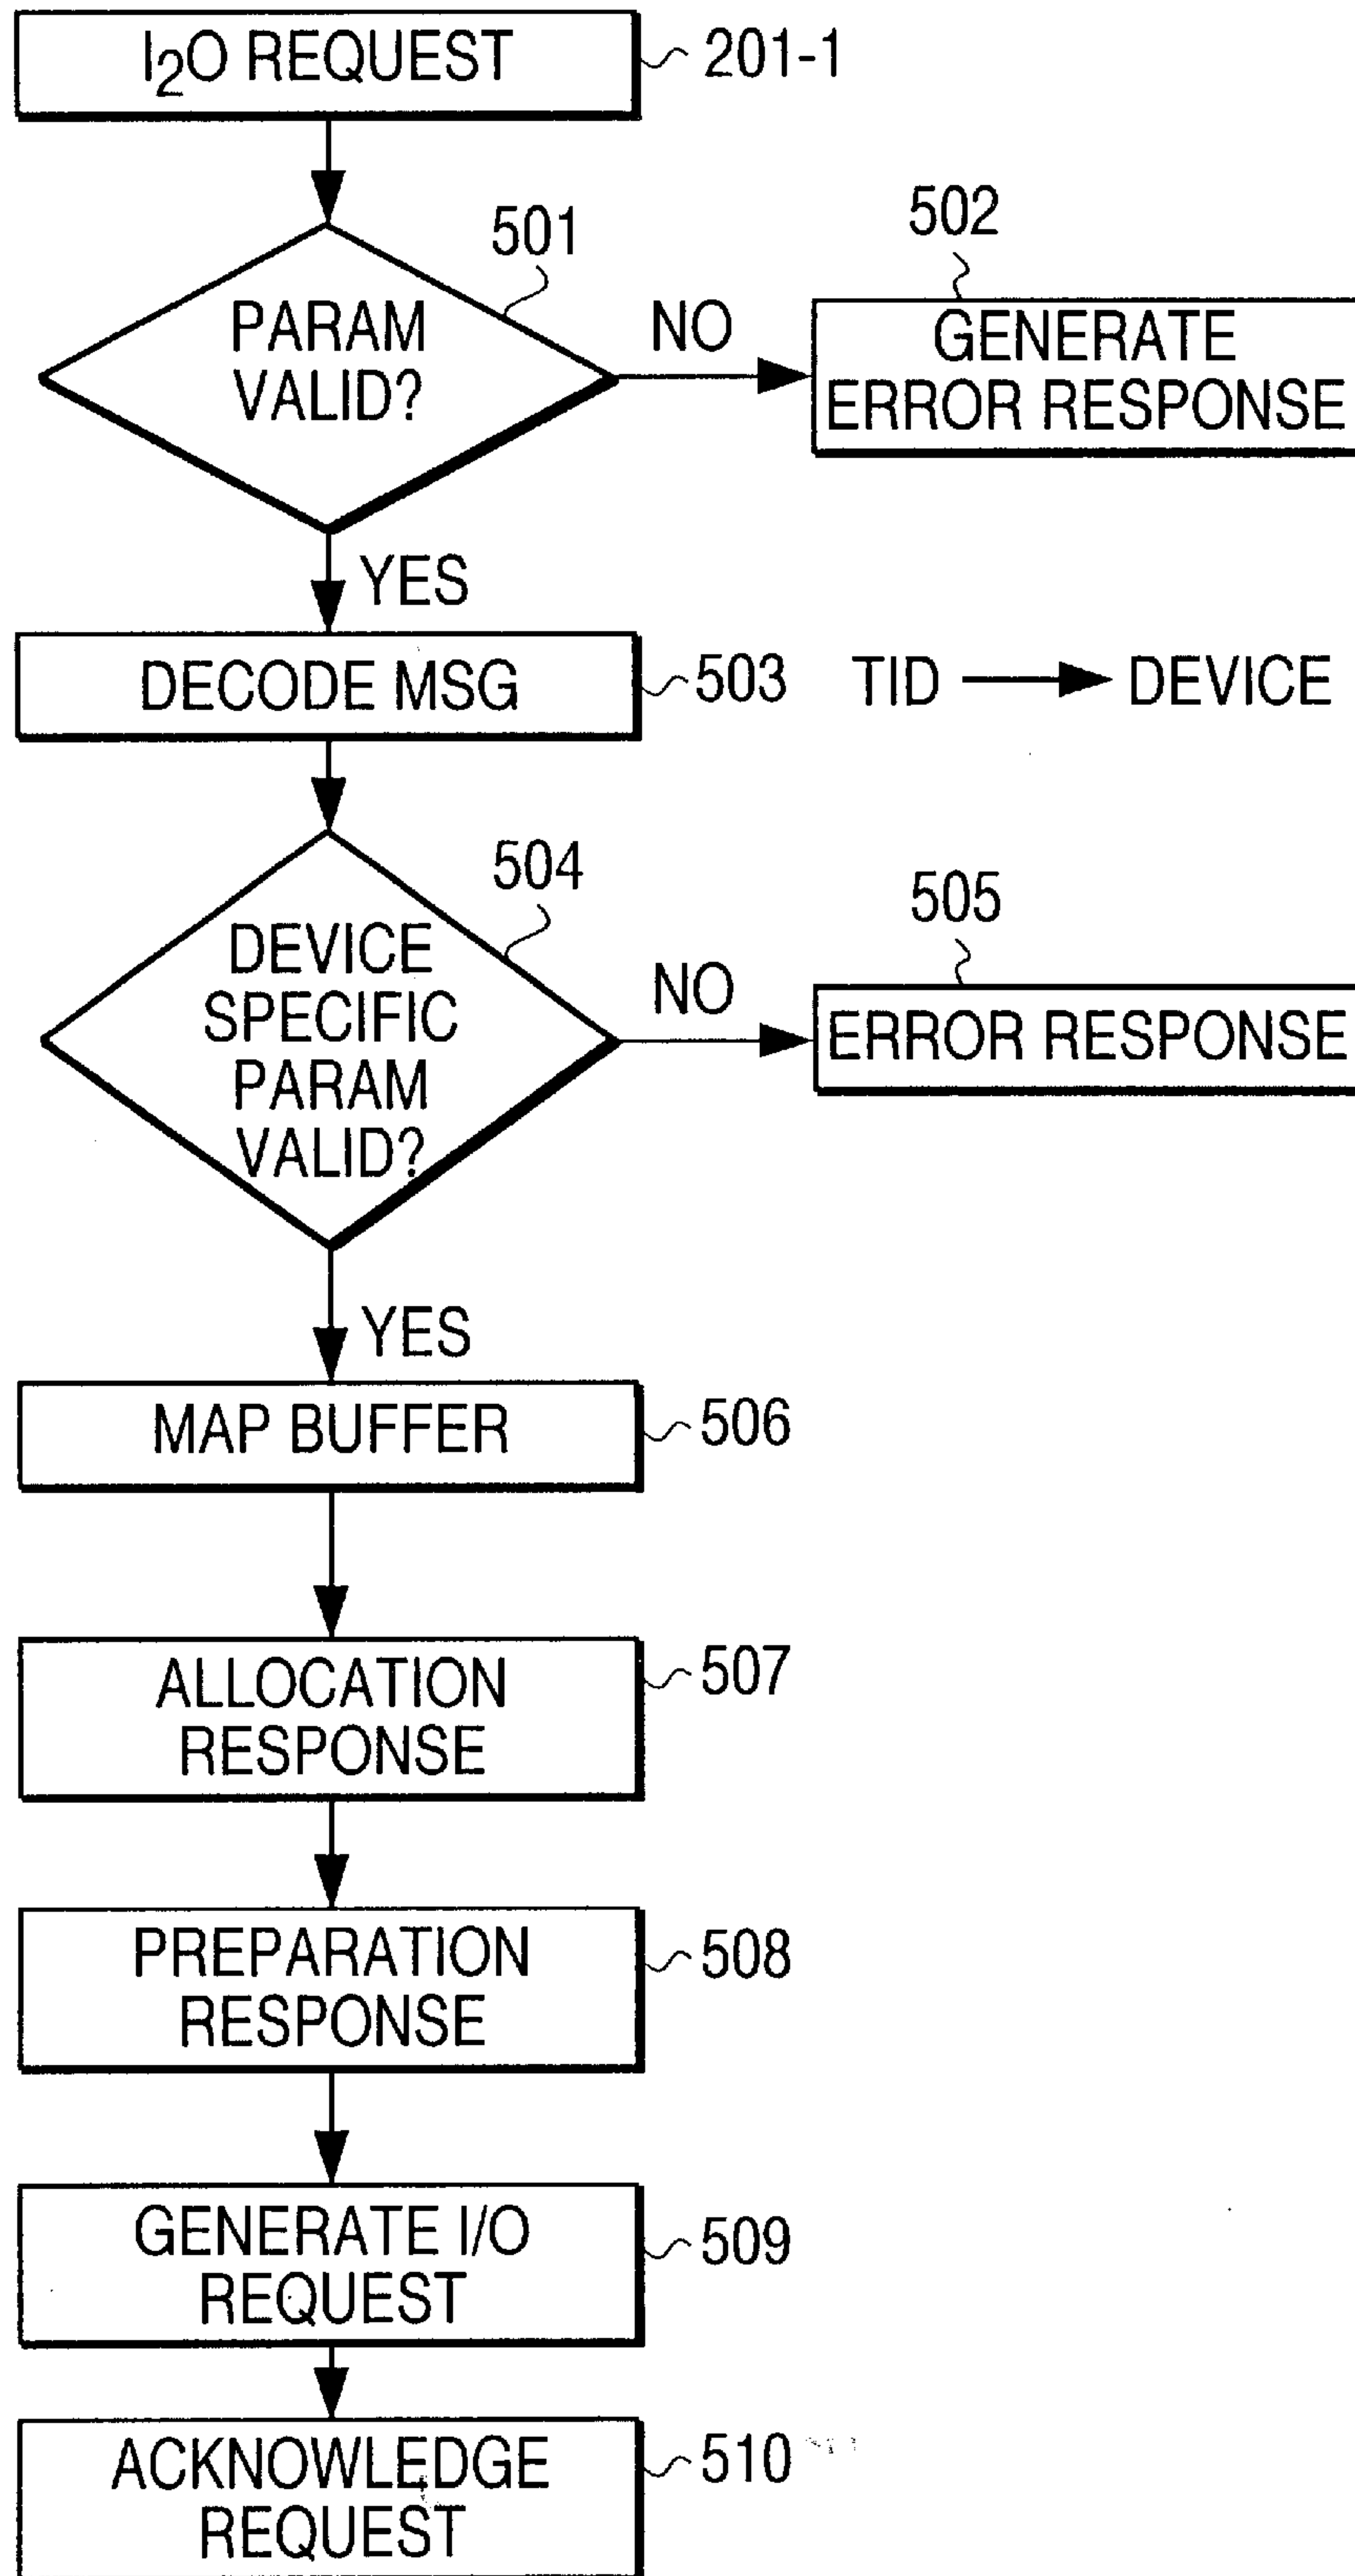 I₂O REQUEST
201-1
501
PARAM
VALID?
NO
502
GENERATE
ERROR RESPONSE
YES
DECODE MSG
503
TID → DEVICE
504
DEVICE
SPECIFIC
PARAM
VALID?
NO
505
ERROR RESPONSE
YES
MAP BUFFER
506
ALLOCATION
RESPONSE
507
PREPARATION
RESPONSE
508
GENERATE I/O
REQUEST
509
ACKNOWLEDGE
REQUEST
510